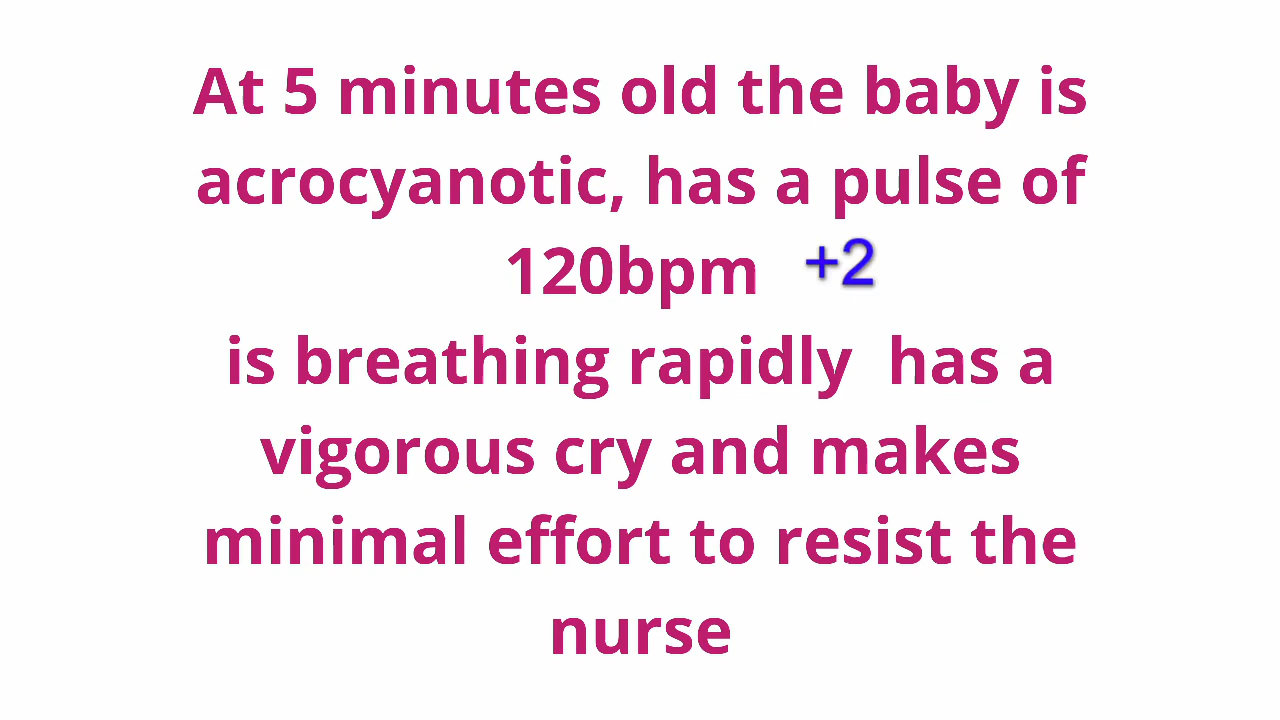 At 5 minutes old the baby is
acrocyanotic, has a pulse of
120bpm +2
is breathing rapidly  has a
vigorous cry and makes
minimal effort to resist the
nurse